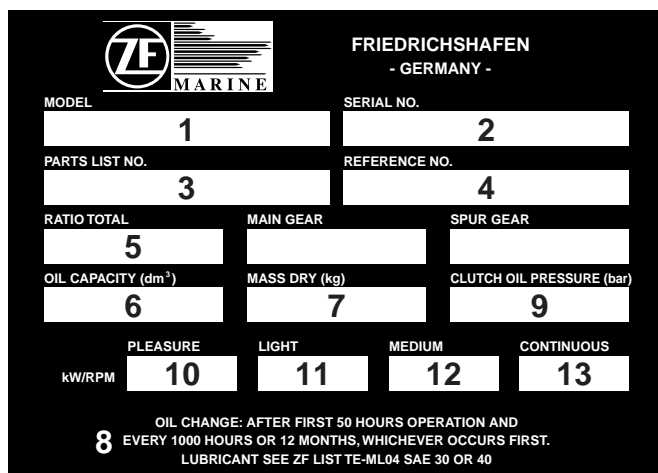 ZF
MARINE
FRIEDRICHSHAFEN
- GERMANY -
MODEL SERIAL NO.
1 2
PARTS LIST NO. REFERENCE NO.
3 4
RATIO TOTAL MAIN GEAR SPUR GEAR
5
OIL CAPACITY (dm³) MASS DRY (kg) CLUTCH OIL PRESSURE (bar)
6 7 9
PLEASURE LIGHT MEDIUM CONTINUOUS
kW/RPM 10 11 12 13
OIL CHANGE: AFTER FIRST 50 HOURS OPERATION AND
8 EVERY 1000 HOURS OR 12 MONTHS, WHICHEVER OCCURS FIRST.
LUBRICANT SEE ZF LIST TE-ML04 SAE 30 OR 40